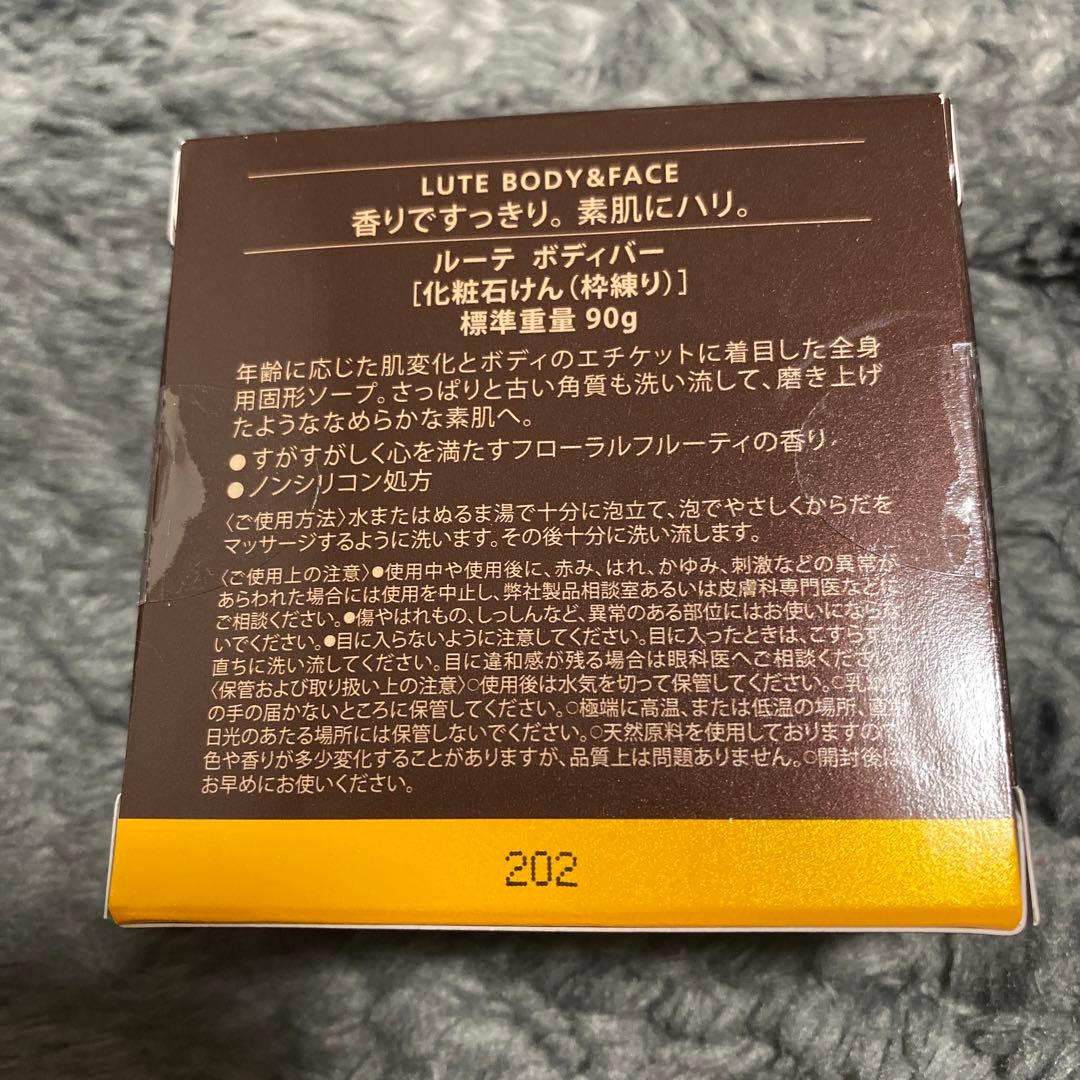 LUTE BODY&FACE
香りですっきり。素肌にハリ。
ルーテ ボディバー
[化粧石けん(枠練り)]
標準重量 90g
年齢に応じた肌変化とボディのエチケットに着目した全身
用固形ソープ。さっぱりと古い角質も洗い流して、磨き上げ
たようななめらかな素肌へ。
●すがすがしく心を満たすフローラルフルーティの香り
●ノンシリコン処方
〈ご使用方法〉水またはぬるま湯で十分に泡立て、泡でやさしくからだを
マッサージするように洗います。その後十分に洗い流します。
〈ご使用上の注意〉●使用中や使用後に、赤み、はれ、かゆみ、刺激などの異常が
あらわれた場合には使用を中止し、弊社製品相談室あるいは皮膚科専門医などに
ご相談ください。●傷やはれもの、しっしんなど、異常のある部位にはお使いにならな
いでください。●目に入らないように注意してください。目に入ったときは、こすらず
直ちに洗い流してください。目に違和感が残る場合は眼科医へご相談ください
〈保管および取り扱い上の注意〉○使用後は水気を切って保管してください。○乳
の手の届かないところに保管してください。○極端に高温、または低温の場所、直
日光のあたる場所には保管しないでください。○天然原料を使用しておりますの
色や香りが多少変化することがありますが、品質上は問題ありません。○開封後は
お早めにお使いください。
202